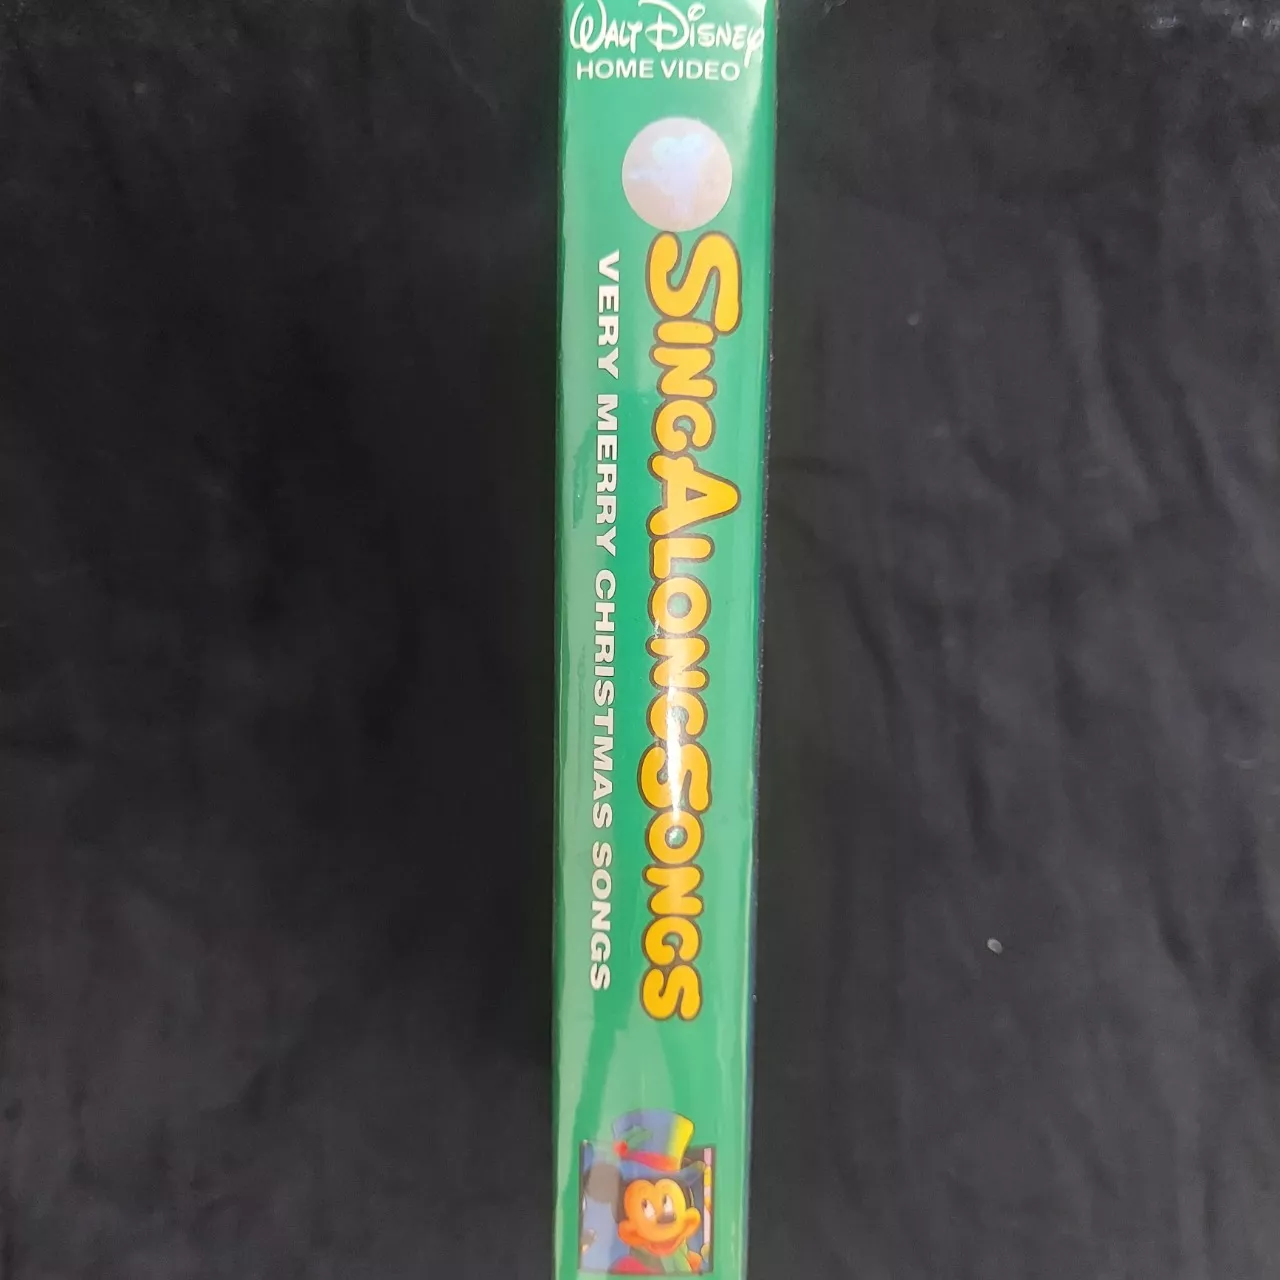 WALT DISNEY
HOME VIDEO
SING ALONG SONGS
VERY MERRY CHRISTMAS SONGS